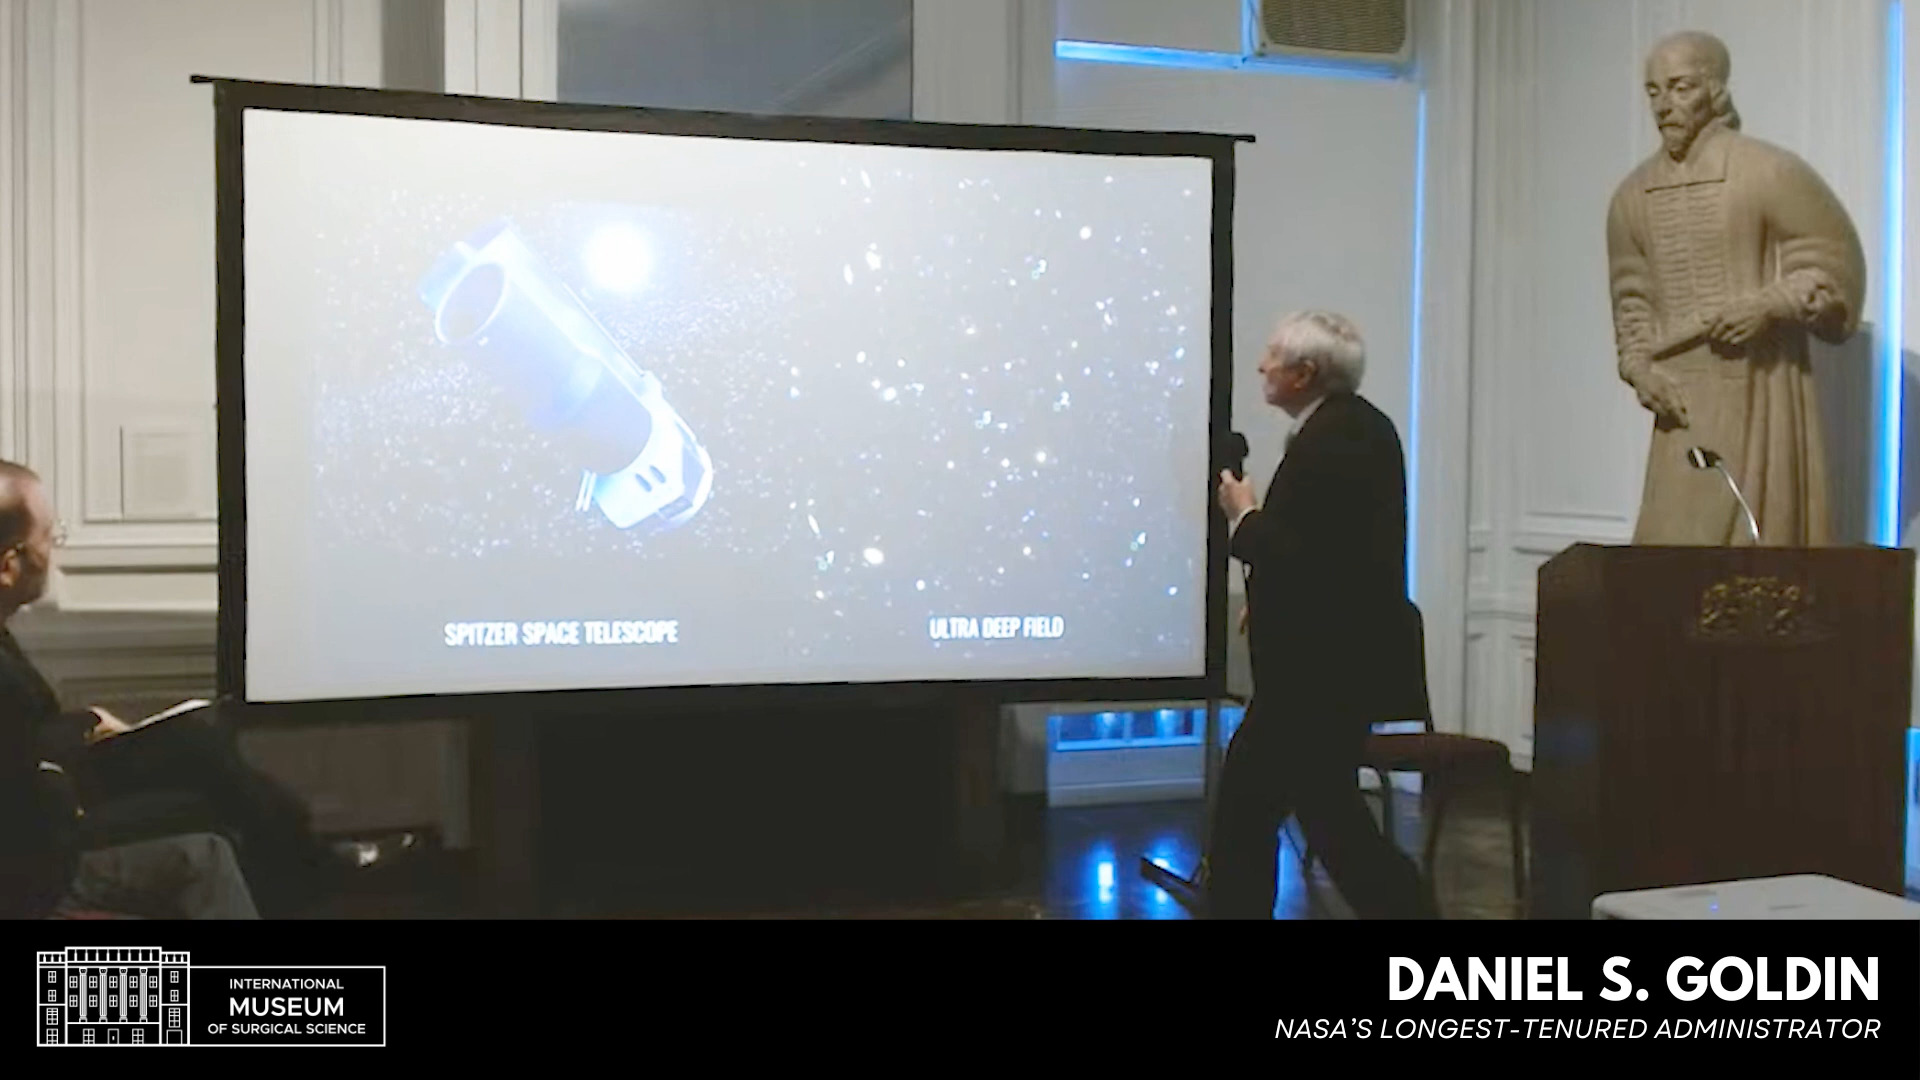 SPITZER SPACE TELESCOPE
ULTRA DEEP FIELD
INTERNATIONAL
MUSEUM
OF SURGICAL SCIENCE
DANIEL S. GOLDIN
NASA'S LONGEST-TENURED ADMINISTRATOR